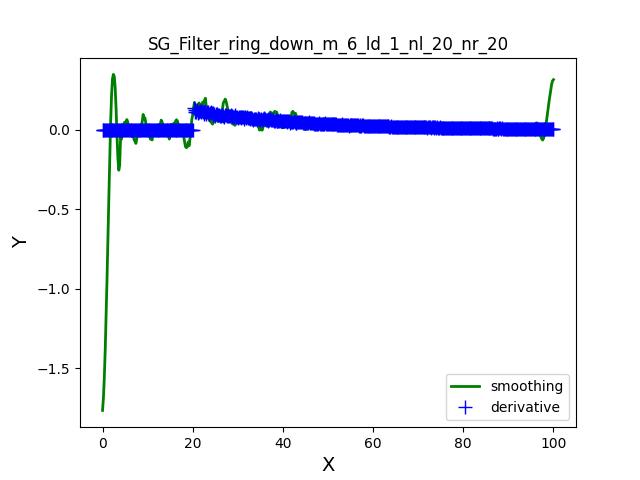 SG_Filter_ring_down_m_6_ld_1_nl_20_nr_20
0.0
−0.5
−1.0
−1.5
Y
smoothing
derivative
0 20 40 60 80 100
X